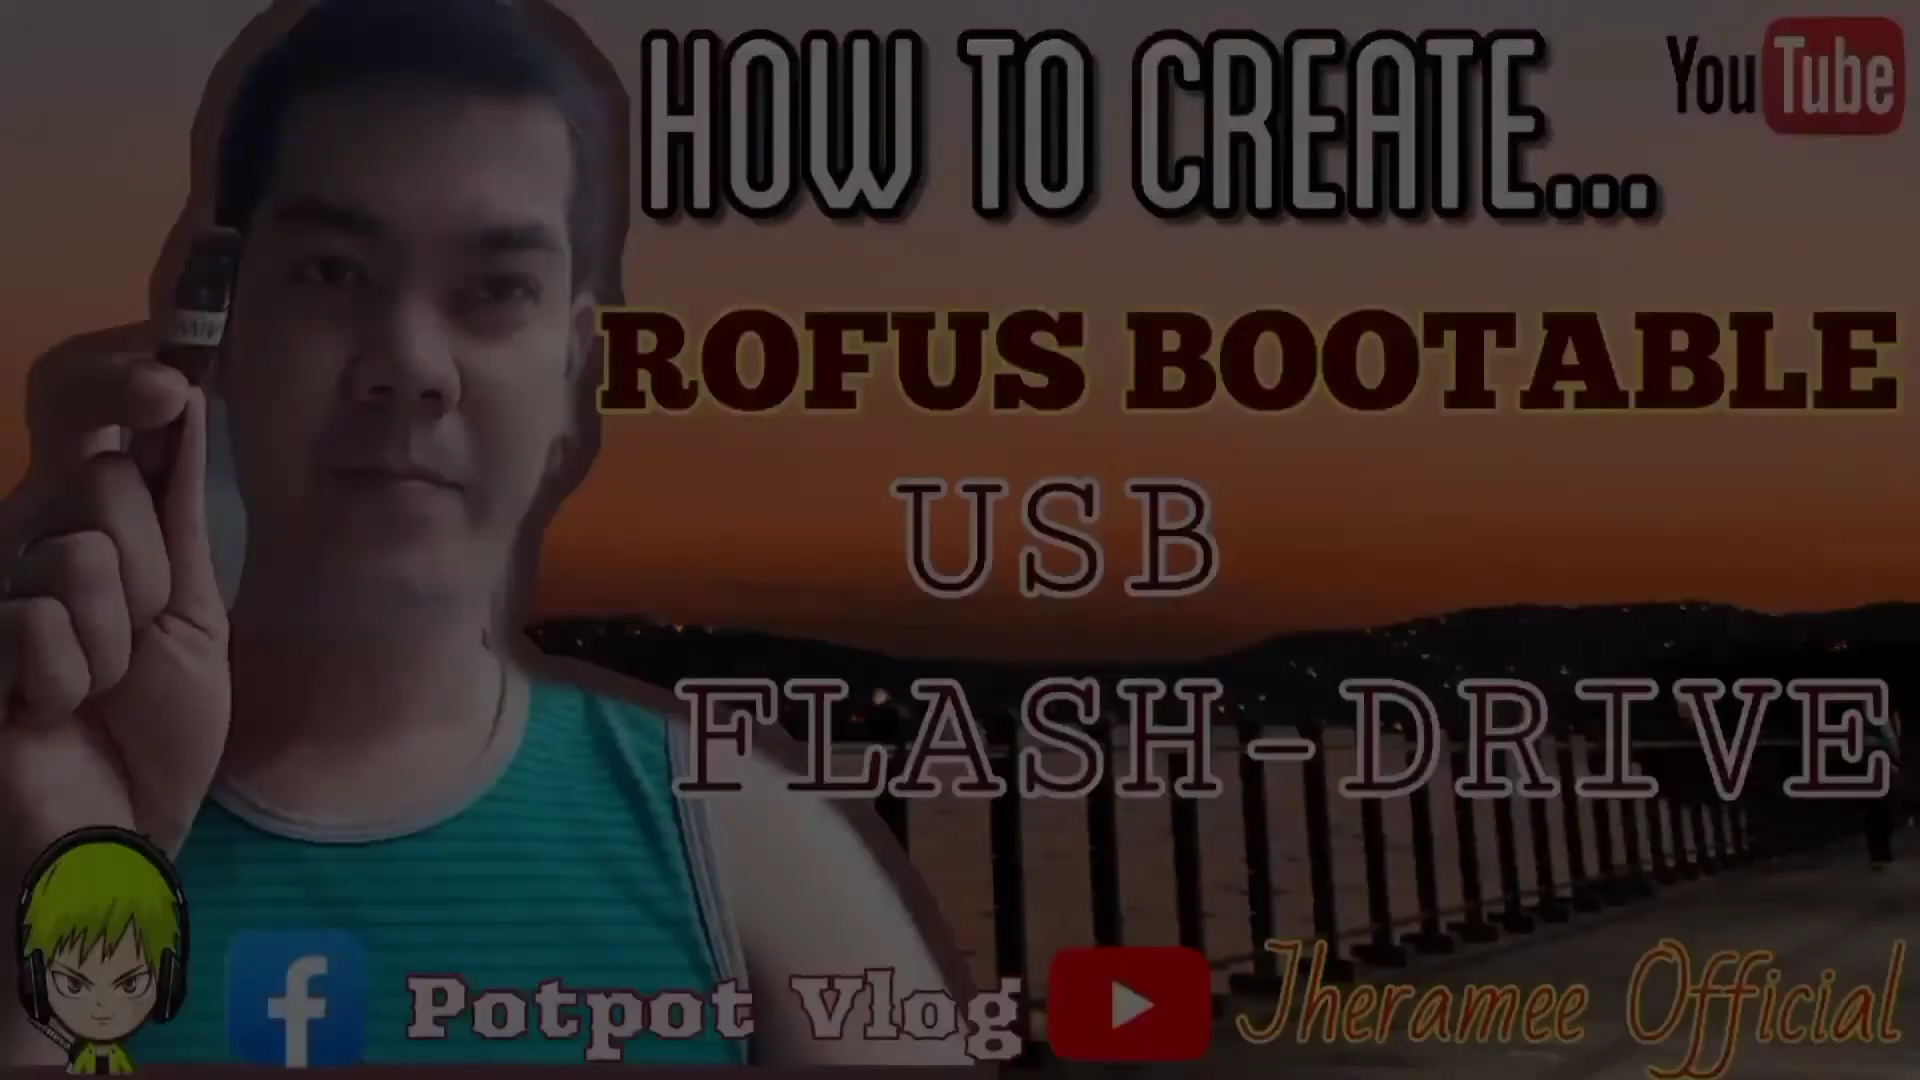 HOW TO CREATE...
YouTube
ROFUS BOOTABLE
USB
FLASH-DRIVE
f Potpot Vlog
Jheramee Official